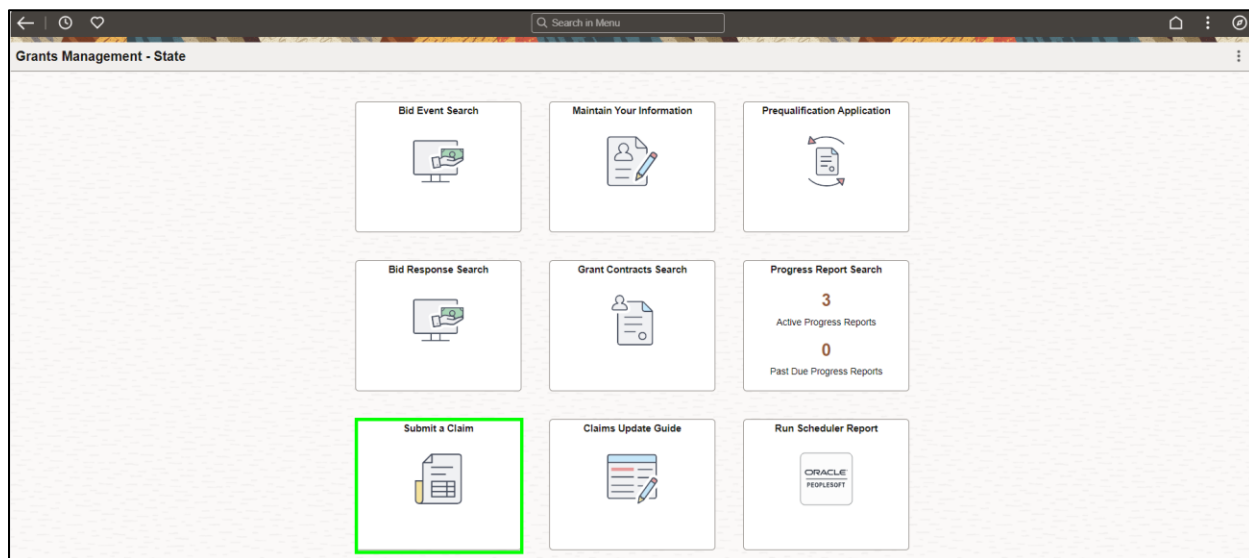 Search in Menu
Grants Management - State
Bid Event Search
Maintain Your Information
Prequalification Application
Bid Response Search
Grant Contracts Search
Progress Report Search
3
Active Progress Reports
0
Past Due Progress Reports
Submit a Claim
Claims Update Guide
Run Scheduler Report
ORACLE
PEOPLESOFT